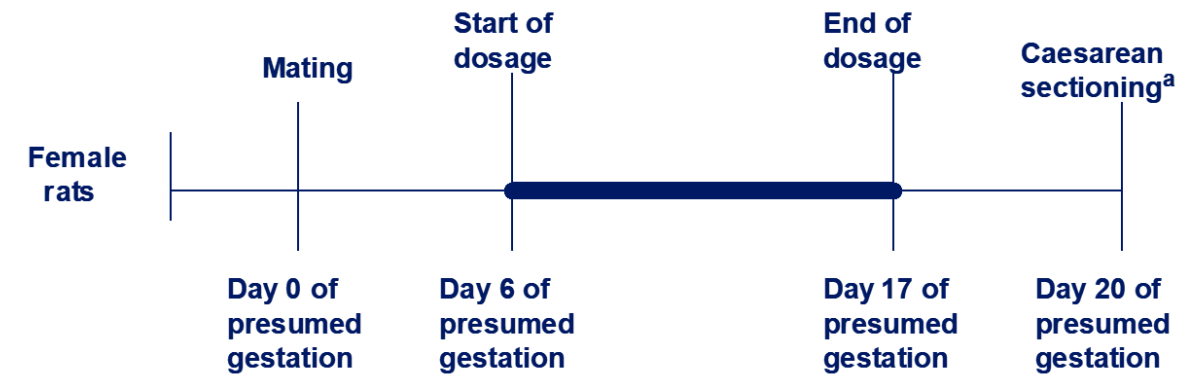 Start of
dosage
End of
dosage
Mating
Caesarean
sectioningᵃ
Female
rats
Day 0 of
presumed
gestation
Day 6 of
presumed
gestation
Day 17 of
presumed
gestation
Day 20 of
presumed
gestation